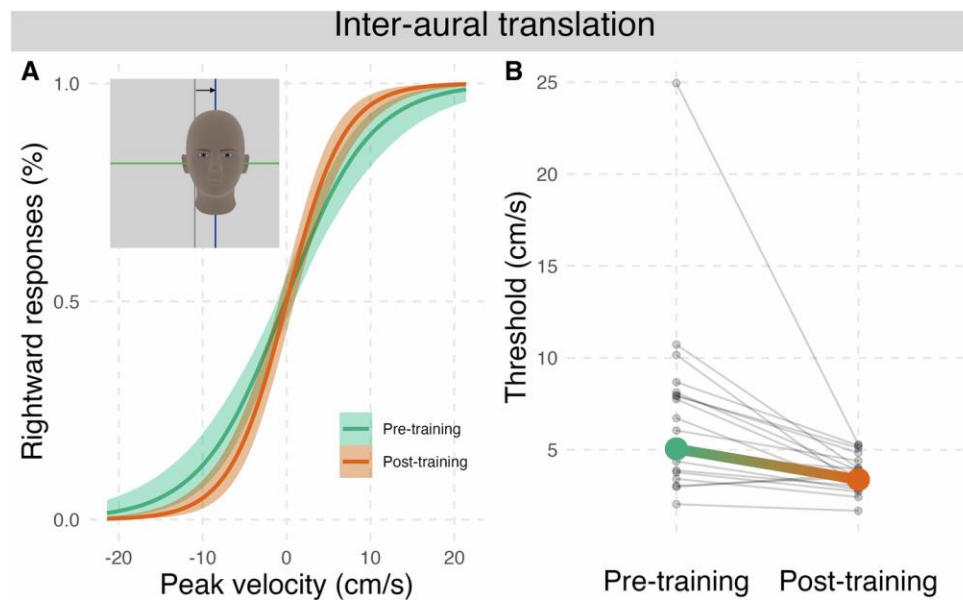 Inter-aural translation
A
Rightward responses (%)
1.0
0.5
0.0
-20 -10 0 10 20
Peak velocity (cm/s)
Pre-training
Post-training
B
Threshold (cm/s)
25
20
15
10
5
Pre-training Post-training